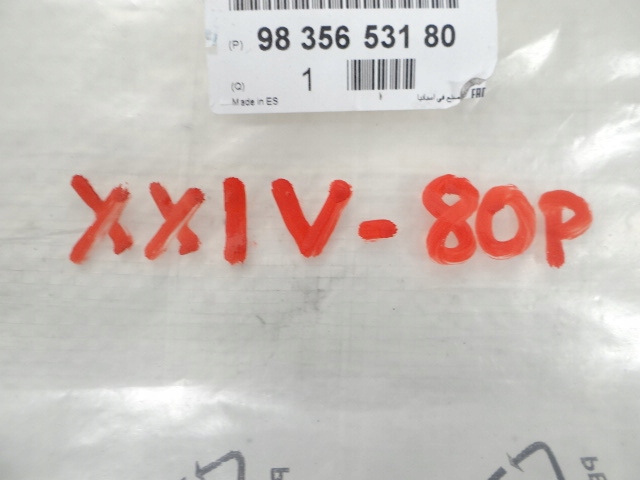 (P) 98 356 531 80
(Q) 1
Made in ES
XXIV-80P